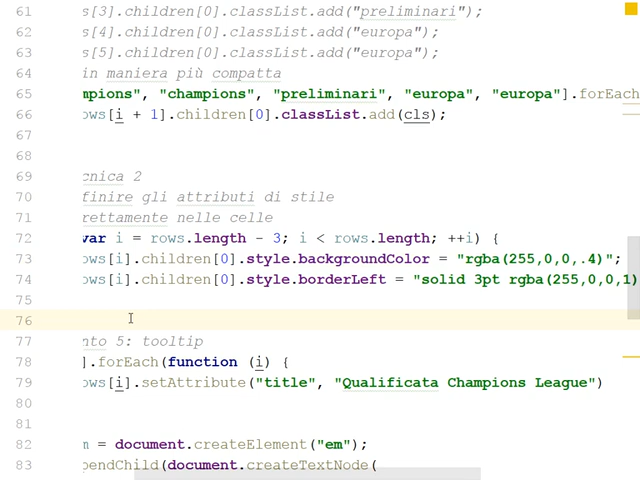 61 s[3].children[0].classList.add("preliminari");
62 s[4].children[0].classList.add("europa");
63 s[5].children[0].classList.add("europa");
64 in maniera più compatta
65 mpions", "champions", "preliminari", "europa", "europa"].forEach
66 rows[i + 1].children[0].classList.add(cls);
67
68
69 cnica 2
70 finire gli attributi di stile
71 rettamente nelle celle
72 var i = rows.length - 3; i < rows.length; ++i) {
73 ows[i].children[0].style.backgroundColor = "rgba(255,0,0,.4)";
74 rows[i].children[0].style.borderLeft = "solid 3pt rgba(255,0,0,1)
75
76
77 nto 5: tooltip
78 ].forEach(function (i) {
79 ows[i].setAttribute("title", "Qualificata Champions League")
80
81
82 m = document.createElement("em");
83 pendChild(document.createTextNode(